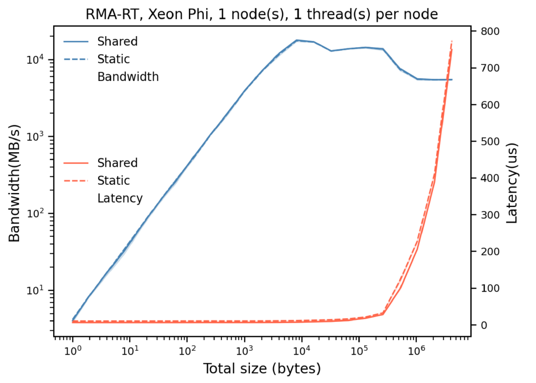 RMA-RT, Xeon Phi, 1 node(s), 1 thread(s) per node
Bandwidth(MB/s)
10⁴
10³
10²
10¹
Shared
Static
Bandwidth
Shared
Static
Latency
800
700
600
500
400
300
200
100
0
Latency(us)
10⁰ 10¹ 10² 10³ 10⁴ 10⁵ 10⁶
Total size (bytes)